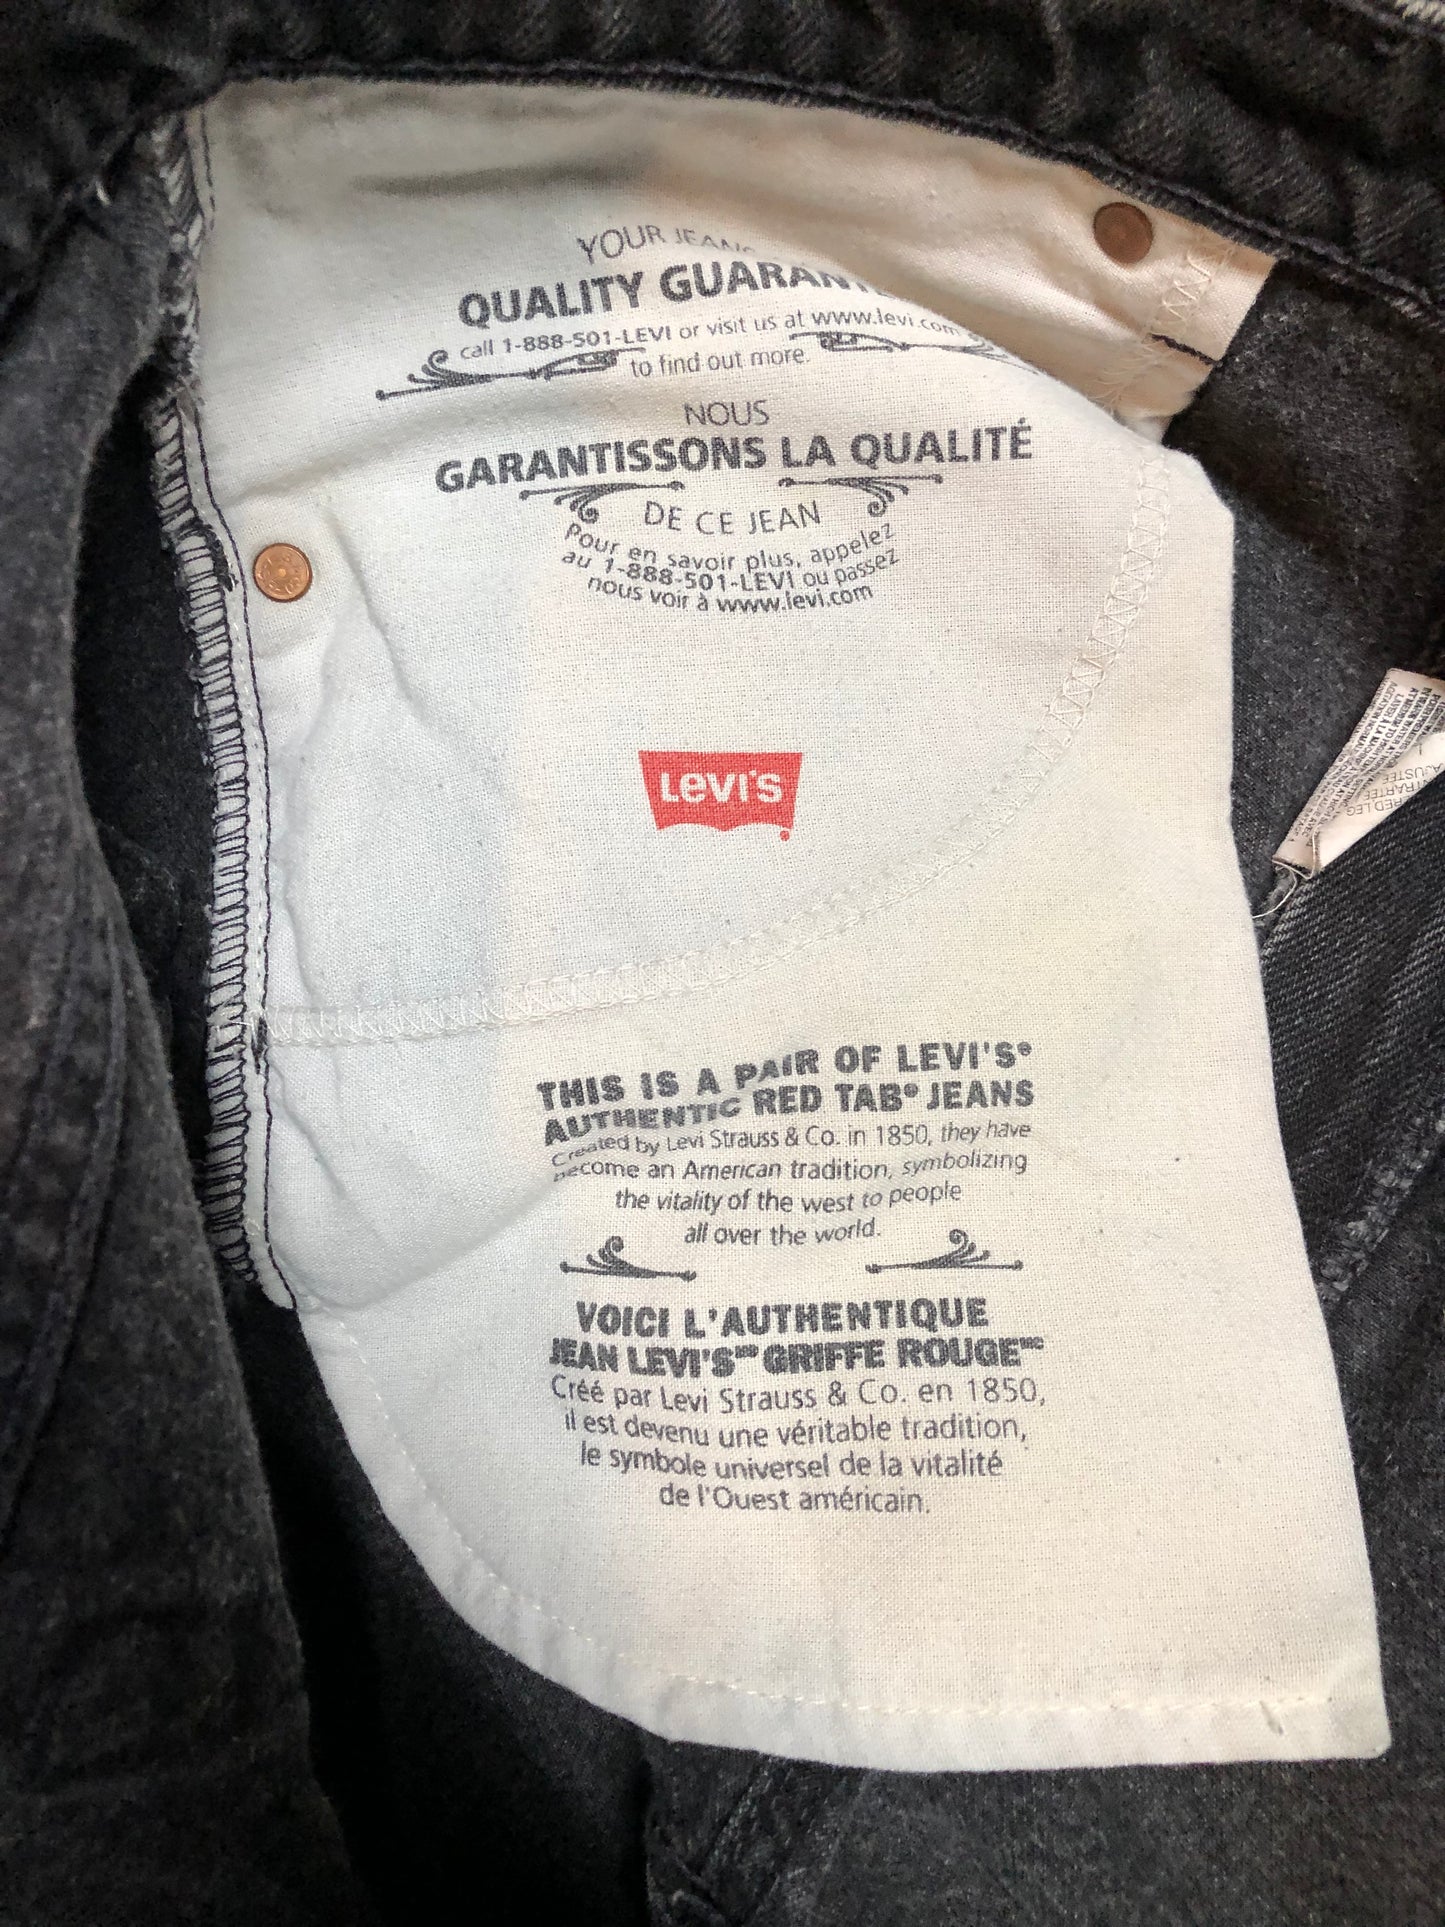 YOUR JEANS
QUALITY
call 1-888-501-LEVI or visit us at www.levi.com
to find out more.
NOUS
GARANTISSONS LA QUALITÉ
DE CE JEAN
Pour en savoir plus, appelez
au 1-888-501-LEVI ou passez
nous voir à www.levi.com
LEVI'S
THIS IS A PAIR OF LEVI'S®
AUTHENTIC RED TAB® JEANS
Created by Levi Strauss & Co. in 1850, they have
become an American tradition, symbolizing
the vitality of the west to people
all over the world.
VOICI L'AUTHENTIQUE
JEAN LEVI'S GRIFFE ROUGE
Créé par Levi Strauss & Co. en 1850,
il est devenu une véritable tradition,
le symbole universel de la vitalité
de l'Ouest américain.
AJUSTÉE
RED LEG